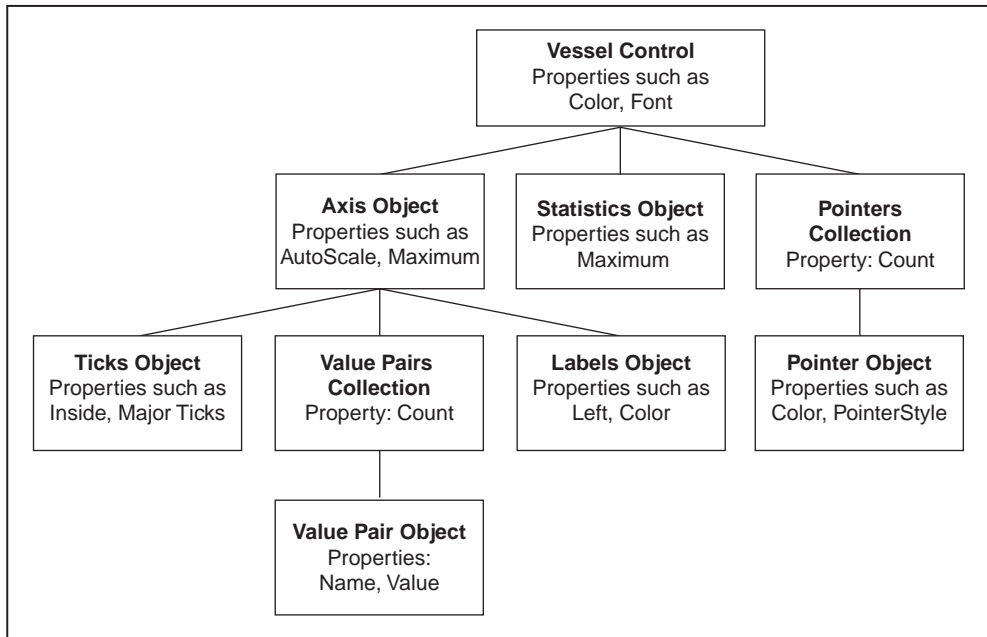 Vessel Control
Properties such as
Color, Font
Axis Object
Properties such as
AutoScale, Maximum
Statistics Object
Properties such as
Maximum
Pointers
Collection
Property: Count
Ticks Object
Properties such as
Inside, Major Ticks
Value Pairs
Collection
Property: Count
Labels Object
Properties such as
Left, Color
Pointer Object
Properties such as
Color, PointerStyle
Value Pair Object
Properties:
Name, Value